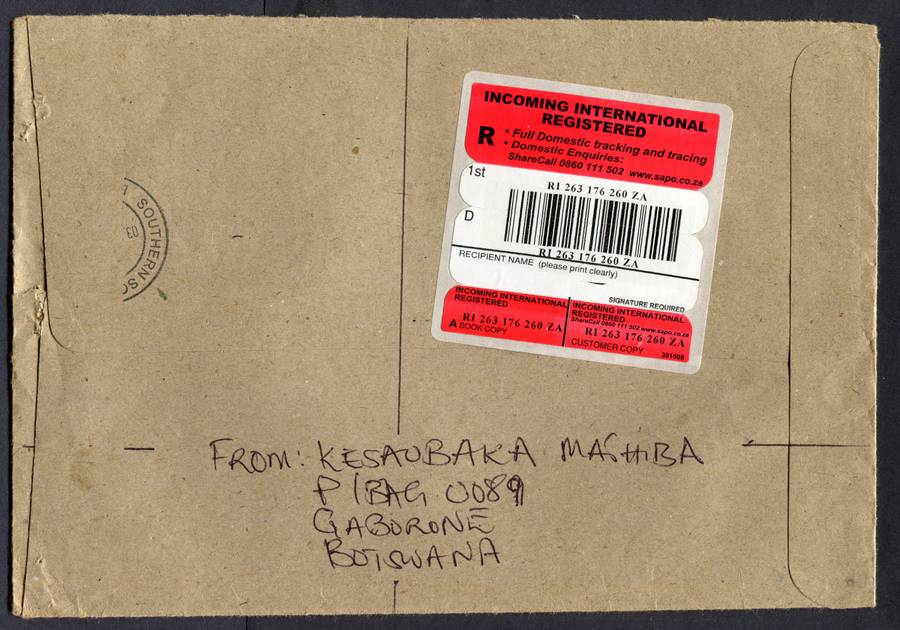 INCOMING INTERNATIONAL
REGISTERED
R • Full Domestic tracking and tracing
• Domestic Enquiries:
ShareCall 0860 111 502 www.sapo.co.za
1st
RI 263 176 260 ZA
D
RI 263 176 260 ZA
RECIPIENT NAME (please print clearly)
SIGNATURE REQUIRED
INCOMING INTERNATIONAL
REGISTERED
RI 263 176 260 ZA
A BOOK COPY
INCOMING INTERNATIONAL
REGISTERED
ShareCall 0860 111 502 www.sapo.co.za
RI 263 176 260 ZA
CUSTOMER COPY 301008
SOUTHERN
03
FROM: KESAOBAKA MASHIBA
P/BAG 0089
GABORONE
BOTSWANA